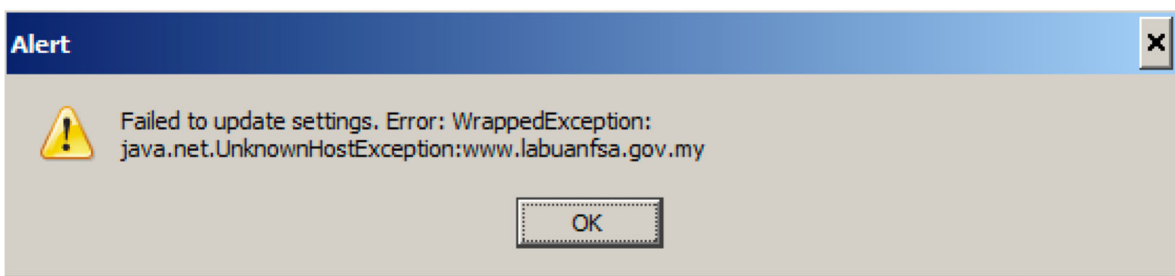 Alert
Failed to update settings. Error: WrappedException:
java.net.UnknownHostException:www.labuanfsa.gov.my
OK